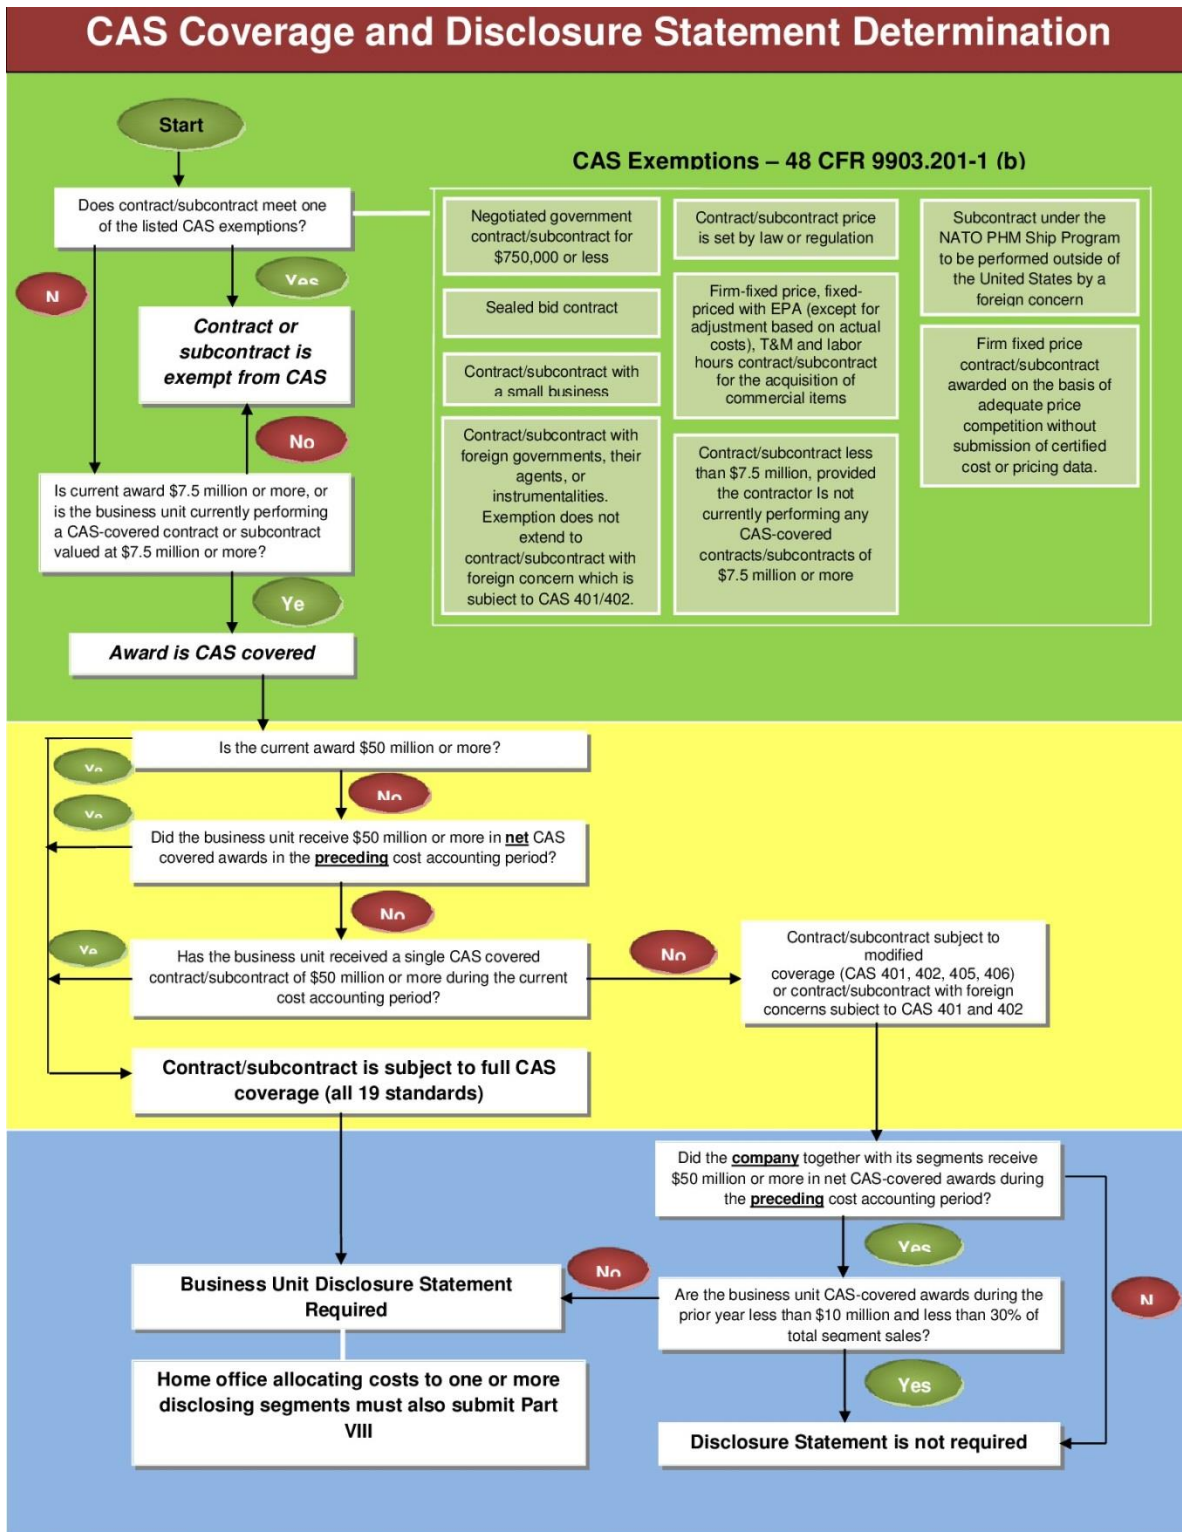 CAS Coverage and Disclosure Statement Determination
Start
CAS Exemptions – 48 CFR 9903.201-1 (b)
Does contract/subcontract meet one
of the listed CAS exemptions?
N
Yes
Contract or
subcontract is
exempt from CAS
No
Is current award $7.5 million or more, or
is the business unit currently performing
a CAS-covered contract or subcontract
valued at $7.5 million or more?
Ye
Award is CAS covered
Negotiated government
contract/subcontract for
$750,000 or less
Sealed bid contract
Contract/subcontract with
a small business
Contract/subcontract with
foreign governments, their
agents, or
instrumentalities.
Exemption does not
extend to
contract/subcontract with
foreign concern which is
subject to CAS 401/402.
Contract/subcontract price
is set by law or regulation
Firm-fixed price, fixed-
priced with EPA (except for
adjustment based on actual
costs), T&M and labor
hours contract/subcontract
for the acquisition of
commercial items
Contract/subcontract less
than $7.5 million, provided
the contractor Is not
currently performing any
CAS-covered
contracts/subcontracts of
$7.5 million or more
Subcontract under the
NATO PHM Ship Program
to be performed outside of
the United States by a
foreign concern
Firm fixed price
contract/subcontract
awarded on the basis of
adequate price
competition without
submission of certified
cost or pricing data.
Is the current award $50 million or more?
Ye
No
Ye
Did the business unit receive $50 million or more in net CAS
covered awards in the preceding cost accounting period?
No
Ye
Has the business unit received a single CAS covered
contract/subcontract of $50 million or more during the current
cost accounting period?
No
Contract/subcontract subject to
modified
coverage (CAS 401, 402, 405, 406)
or contract/subcontract with foreign
concerns subject to CAS 401 and 402
Contract/subcontract is subject to full CAS
coverage (all 19 standards)
Did the company together with its segments receive
$50 million or more in net CAS-covered awards during
the preceding cost accounting period?
Yes
No
N
Business Unit Disclosure Statement
Required
Are the business unit CAS-covered awards during the
prior year less than $10 million and less than 30% of
total segment sales?
Yes
Home office allocating costs to one or more
disclosing segments must also submit Part
VIII
Disclosure Statement is not required